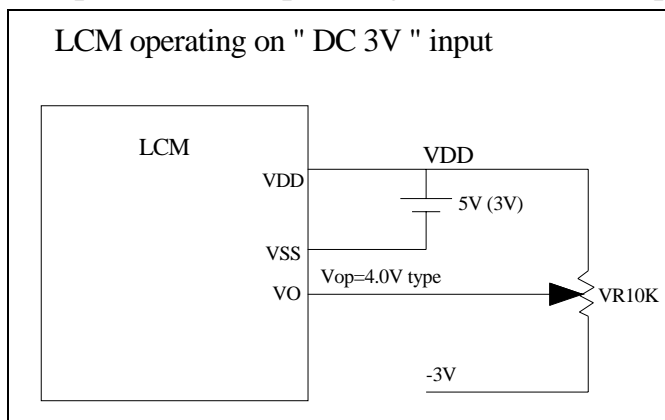 LCM operating on " DC 3V " input
LCM
VDD
VDD
5V (3V)
VSS
Vop=4.0V type
VO
VR10K
-3V